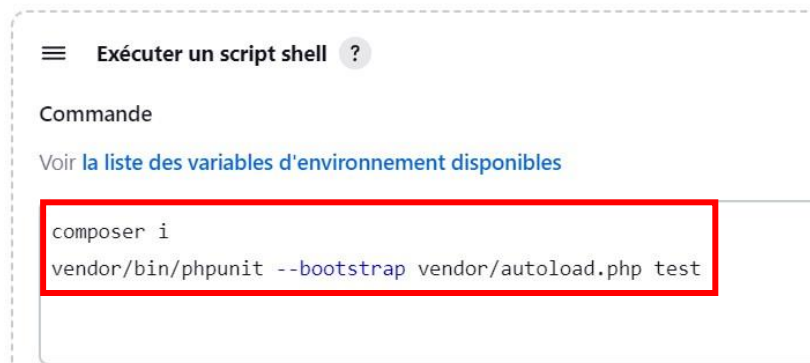 Exécuter un script shell ?
Commande
Voir la liste des variables d'environnement disponibles
composer i
vendor/bin/phpunit --bootstrap vendor/autoload.php test